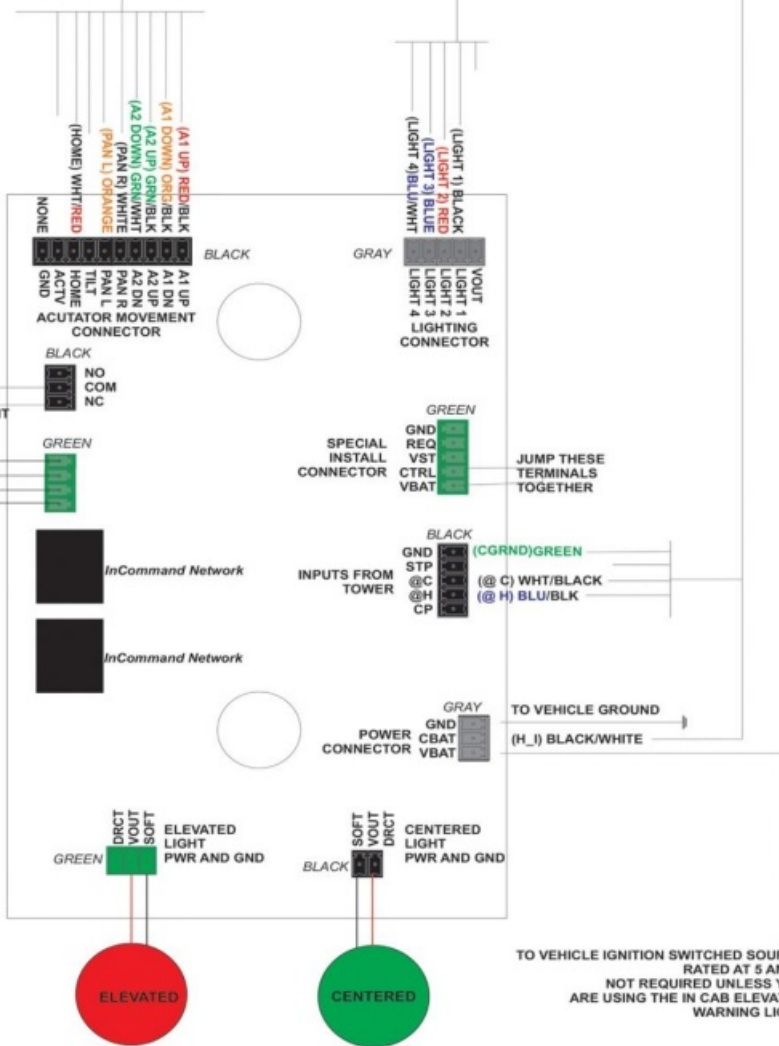 (HOME) WHT/RED
(PAN L) ORANGE
(PAN R) WHITE
(A2 DOWN) GRN/WHT
(A2 UP) GRN/BLK
(A1 DOWN) ORG/BLK
(A1 UP) RED/BLK
(LIGHT 4)BLU/WHT
(LIGHT 3) BLUE
(LIGHT 2) RED
(LIGHT 1) BLACK
NONE
BLACK
GRAY
GND
ACTV
HOME
TILT
PAN L
PAN R
A2 DN
A2 UP
A1 DN
A1 UP
ACUTATOR MOVEMENT
CONNECTOR
LIGHT 4
LIGHT 3
LIGHT 2
LIGHT 1
VOUT
LIGHTING
CONNECTOR
BLACK
NO
COM
NC
GREEN
GREEN
SPECIAL
INSTALL
CONNECTOR
GND
REQ
VST
CTRL
VBAT
JUMP THESE
TERMINALS
TOGETHER
InCommand Network
InCommand Network
BLACK
INPUTS FROM
TOWER
GND
STP
@C
@H
CP
(CGRND)GREEN
(@ C) WHT/BLACK
(@ H) BLU/BLK
GRAY
POWER
CONNECTOR
GND
CBAT
VBAT
TO VEHICLE GROUND
(H_I) BLACK/WHITE
DRCT
VOUT
SOFT
ELEVATED
LIGHT
PWR AND GND
GREEN
SOFT
VOUT
DRCT
CENTERED
LIGHT
PWR AND GND
BLACK
ELEVATED
CENTERED
TO VEHICLE IGNITION SWITCHED
RATED AT 5
NOT REQUIRED UNLESS
ARE USING THE IN CAB
WARNING